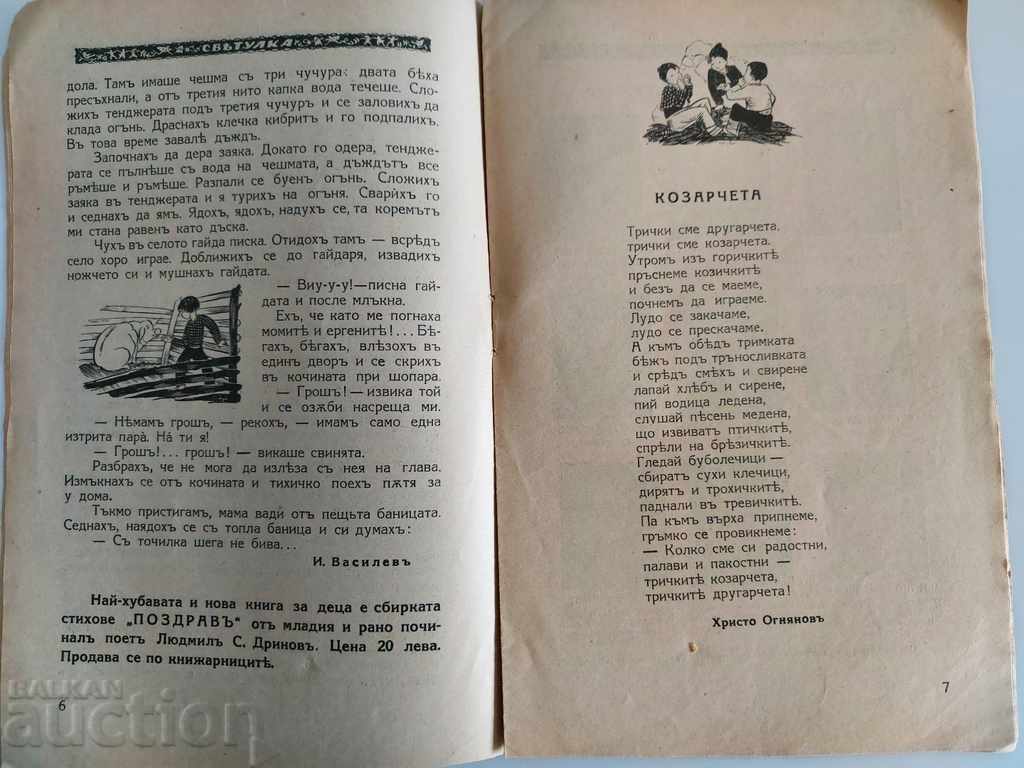 СВѢТУЛКА
дола. Тамъ имаше чешма съ три чучура: двата бѣха
пресъхнали, а отъ третия нито капка вода течеше. Сло-
жихъ тенджерата подъ третия чучуръ и се заловихъ да
клада огънь. Драснахъ клечка кибритъ и го подпалихъ.
Въ това време завалѣ дъждъ.
Започнахъ да дера заяка. Докато го одера, тендже-
рата се пълнѣше съ вода на чешмата, а дъждътъ все
ръмѣше и ръмѣше. Разпали се буенъ огънь. Сложихъ
заяка въ тенджерата и я турихъ на огъня. Сварихъ го
и седнахъ да ямъ. Ядохъ, ядохъ, надухъ се, та коремътъ
ми стана равенъ като дъска.
Чухъ въ селото гайда писка. Отидохъ тамъ — всрѣдъ
село хоро играе. Доближихъ се до гайдаря, извадихъ
ножчето си и мушнахъ гайдата.
— Виу-у-у! — писна гай-
дата и после млъкна.
Ехъ, че като ме погнаха
момитѣ и ергенитѣ!... Бѣ-
гахъ, бѣгахъ, влѣзохъ въ
единъ дворъ и се скрихъ
въ кочината при шопара.
— Грошъ! — извика той
и се озѫби насреща ми.
— Нѣмамъ грошъ, — рекохъ, — имамъ само една
изтрита пара̀. На́ ти я!
— Грошъ!... грошъ! — викаше свинята.
Разбрахъ, че не мога да излѣза съ нея на глава.
Измъкнахъ се отъ кочината и тихичко поехъ пѫтя за
у дома.
Тъкмо пристигамъ, мама вади отъ пещьта баницата.
Седнахъ, наядохъ се съ топла баница и си думахъ:
— Съ точилка шега не бива...
И. Василевъ
Най-хубавата и нова книга за деца е сбирката
стихове „ПОЗДРАВЪ" отъ младия и рано почи-
налъ поетъ Людмилъ С. Дриновъ. Цена 20 лева.
Продава се по книжарницитѣ.
6
BALKAN
auction
КОЗАРЧЕТА
Трички сме другарчета,
трички сме козарчета.
Утромъ изъ горичкитѣ
пръснеме козичкитѣ
и безъ да се маеме,
почнемъ да играеме.
Лудо се закачаме,
лудо се прескачаме.
А къмъ обѣдъ тримката
бѣжъ подъ тръносливката
и срѣдъ смѣхъ и свирене
лапай хлѣбъ и сирене,
пий водица ледена,
слушай пѣсень медена,
що извиватъ птичкитѣ,
спрѣли на брѣзичкитѣ.
Гледай буболечици —
сбиратъ сухи клечици,
дирятъ и трохичкитѣ,
паднали въ тревичкитѣ.
Па къмъ върха припнеме,
гръмко се провикнеме:
— Колко сме си радостни,
палави и пакостни —
тричкитѣ козарчета,
тричкитѣ другарчета!
Христо Огняновъ
7